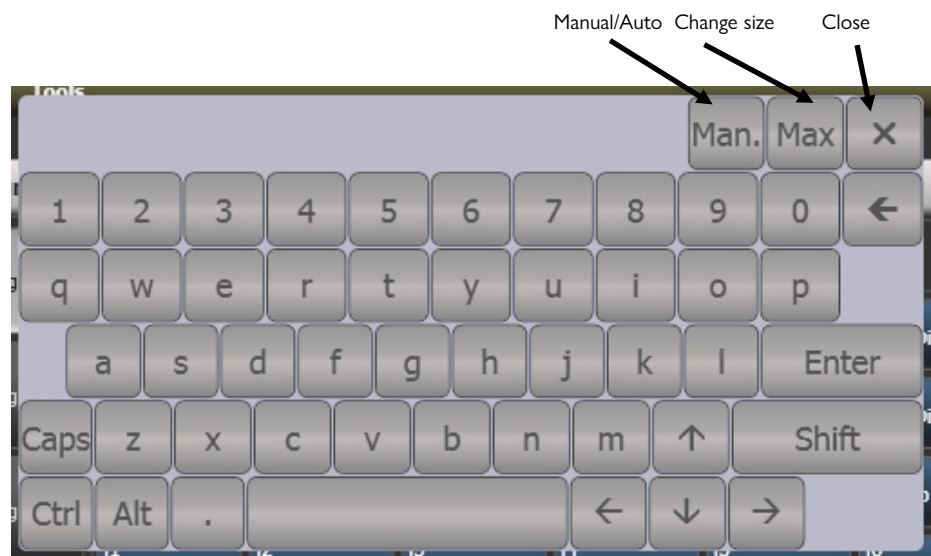 Manual/Auto Change size Close
Tools
Man. Max ×
1 2 3 4 5 6 7 8 9 0 ←
q w e r t y u i o p
a s d f g h j k l Enter
Caps z x c v b n m ↑ Shift
Ctrl Alt . ← ↓ →